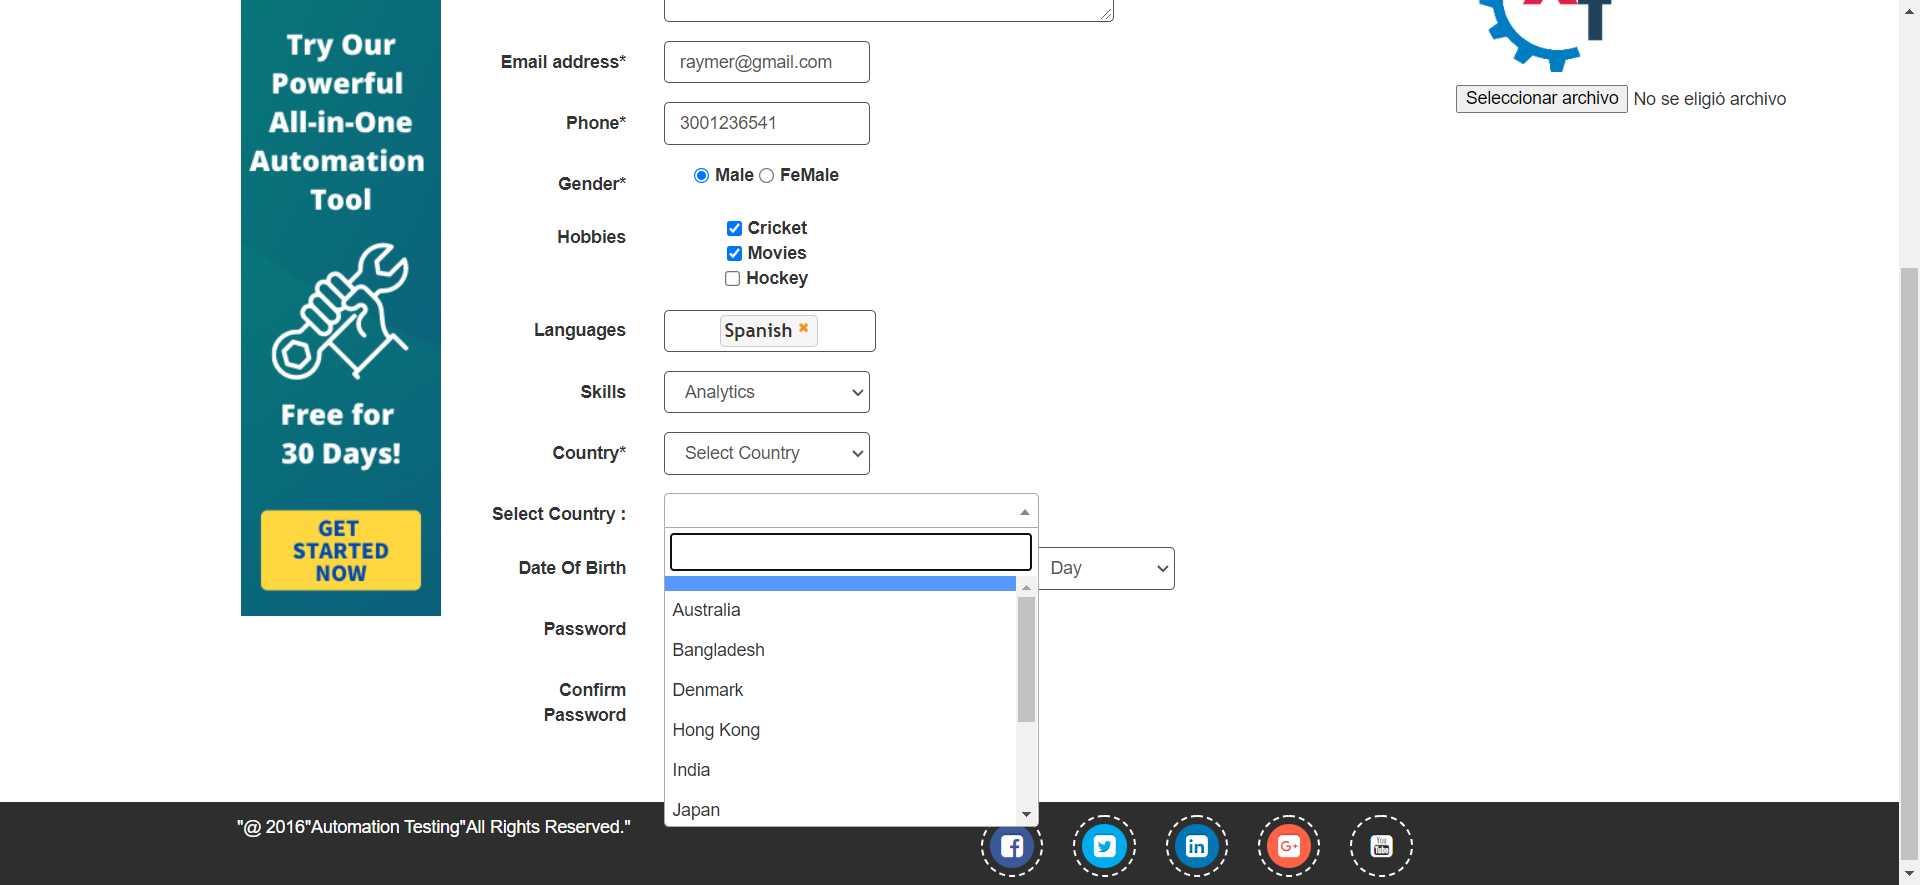 Try Our
Powerful
All-in-One
Automation
Tool
Free for
30 Days!
GET
STARTED
NOW
Email address*
raymer@gmail.com
Phone*
3001236541
Gender*
Male FeMale
Hobbies
Cricket
Movies
Hockey
Languages
Spanish
Skills
Analytics
Country*
Select Country
Select Country :
Date Of Birth
Day
Password
Confirm
Password
Australia
Bangladesh
Denmark
Hong Kong
India
Japan
Seleccionar archivo No se eligió archivo
"@ 2016"Automation Testing"All Rights Reserved."
in
G+
You
Tube